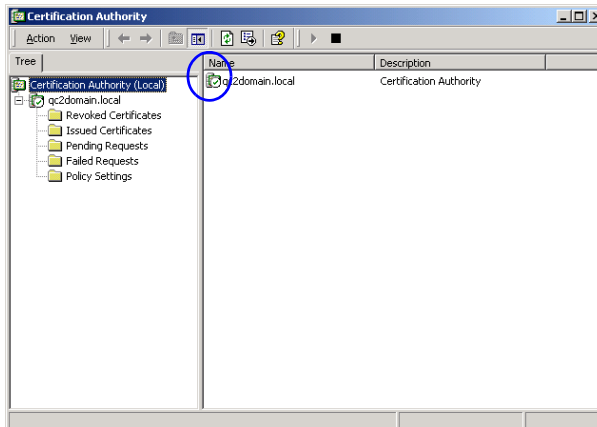 Certification Authority
Action View
Tree
Name Description
Certification Authority (Local)
qc2domain.local Certification Authority
qc2domain.local
Revoked Certificates
Issued Certificates
Pending Requests
Failed Requests
Policy Settings